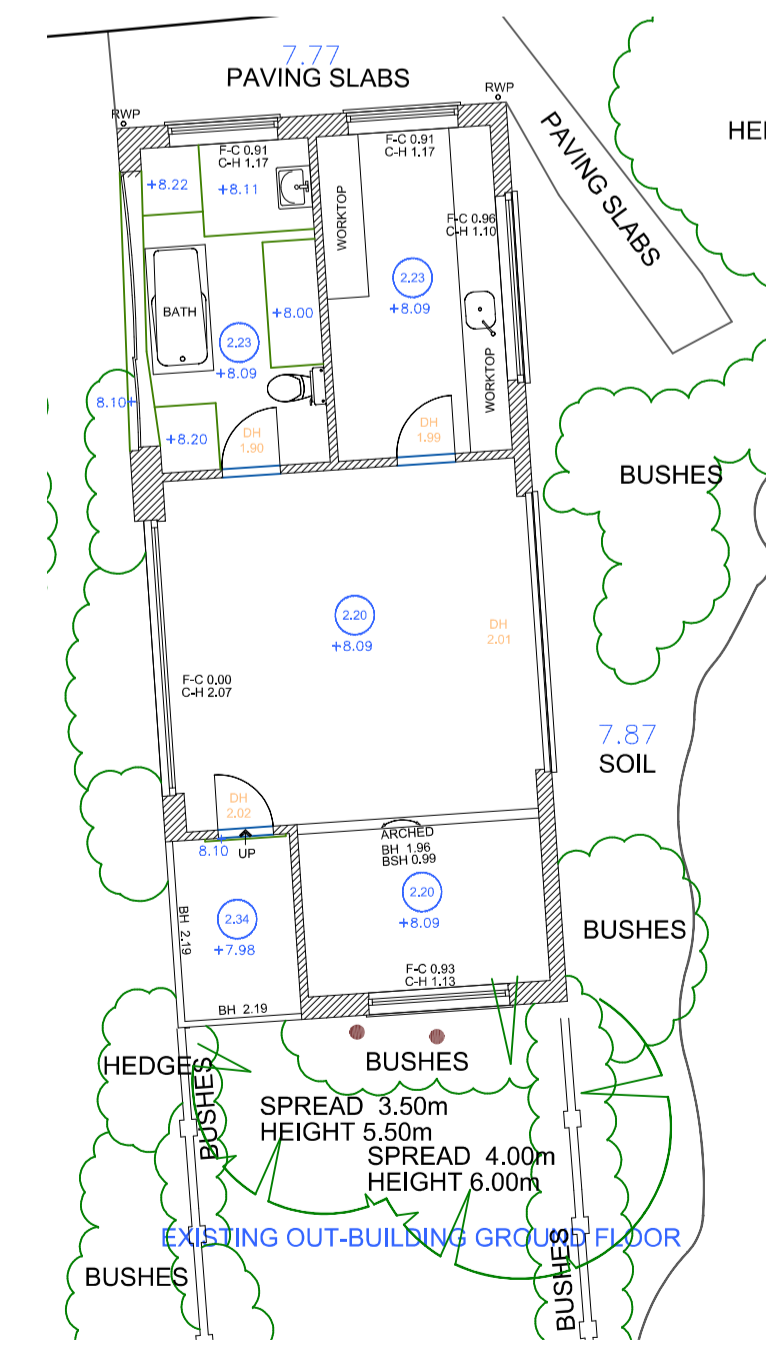 7.77
PAVING SLABS
RWP
RWP
PAVING SLABS
F-C 0.91
C-H 1.17
F-C 0.91
C-H 1.17
+8.22
+8.11
WORKTOP
F-C 0.96
C-H 1.10
2.23
+8.09
BATH
+8.00
2.23
+8.09
WORKTOP
8.10+
+8.20
DH
1.90
DH
1.99
BUSHES
2.20
+8.09
DH
2.01
F-C 0.00
C-H 2.07
7.87
SOIL
DH
2.02
8.10
UP
ARCHED
BH 1.96
BSH 0.99
2.20
+8.09
2.34
+7.98
BH 2.19
BUSHES
F-C 0.93
C-H 1.13
BH 2.19
HEDGES
BUSHES
BUSHES
SPREAD 3.50m
HEIGHT 5.50m
SPREAD 4.00m
HEIGHT 6.00m
EXISTING OUT-BUILDING GROUND FLOOR
BUSHES
BUSHES